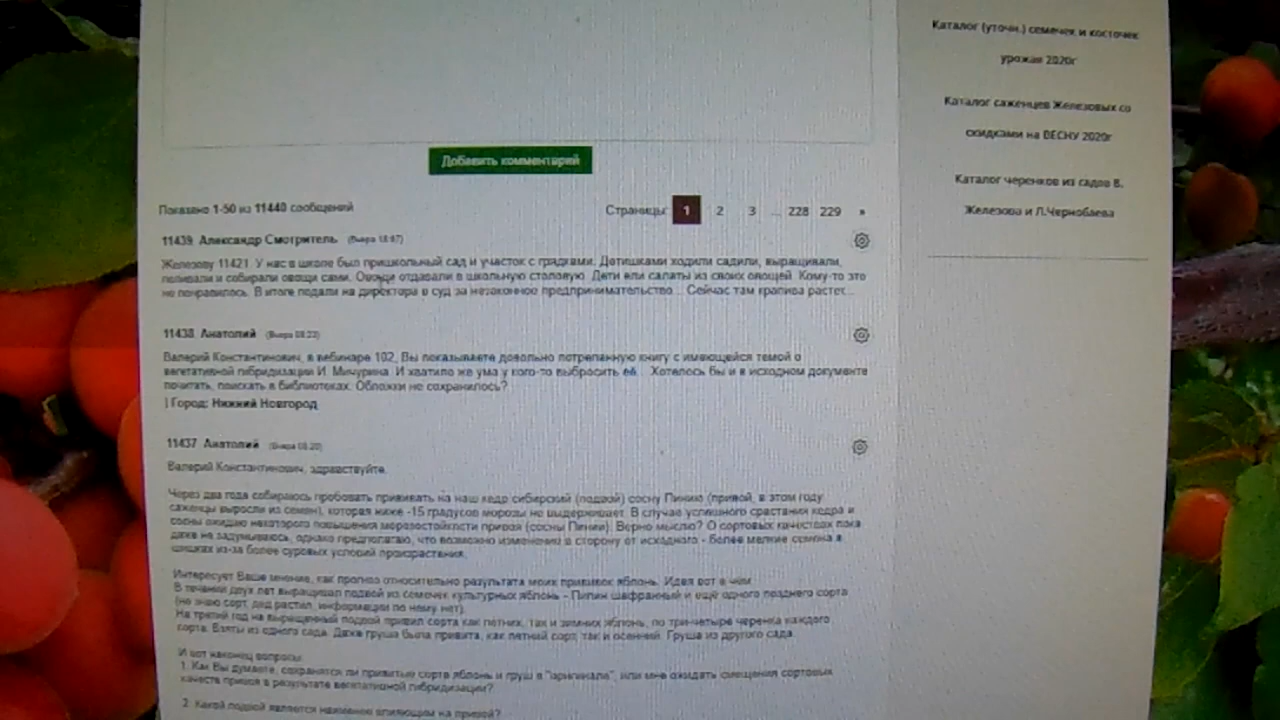 Каталог (уточн.) семечек и косточек
урожая 2020г
Каталог саженцев Железовых со
скидками на ВЕСНУ 2020г
Каталог черенков из садов В.
Железова и Л.Чернобаева
Добавить комментарий
Показано 1-50 из 11440 сообщений
Страницы: 1 2 3 ... 228 229 »
11439 Александр Смотритель (Вчера
Железову 11421. У нас в школе был пришкольный сад и участок с грядками. Детишками ходили садили, выращивали,
поливали и собирали овощи сами. Овощи отдавали в школьную столовую. Дети ели салаты из своих овощей. Кому-то это
не понравилось. В итоге подали на директора в суд за незаконное предпринимательство... Сейчас там крапива растет...
11438 Анатолий (Вчера
Валерий Константинович, в вебинаре 102, Вы показываете довольно потрепанную книгу с имеющейся темой о
вегетативной гибридизации И. Мичурина. И хватило же ума у кого-то выбросить её... Хотелось бы и в исходном документе
почитать, поискать в библиотеках. Обложки не сохранилось?
| Город: Нижний Новгород
11437 Анатолий (Вчера
Валерий Константинович, здравствуйте.
Через два года собираюсь пробовать прививать на наш кедр сибирский (подвой) сосну Пинию (привой, в этом году
саженцы выросли из семян), которая ниже -15 градусов морозы не выдерживает. В случае успешного срастания кедра и
сосны ожидаю некоторого повышения морозостойкости привоя (сосны Пинии). Верно мыслю? О сортовых качествах пока
даже не задумываюсь, однако предполагаю, что возможно изменение в сторону от исходного - более мелкие семена в
шишках из-за более суровых условий произрастания.
Интересует Ваше мнение, как прогноз относительно результата моих прививок яблонь. Идея вот в чем
В течении двух лет выращивал подвой из семечек культурных яблонь - Пипин шафранный и ещё одного позднего сорта
(не знаю сорт, дед растил, информации по нему нет).
На третий год на выращенный подвой привил сорта как летних, так и зимних яблонь, по три-четыре черенка каждого
сорта. Взяты из одного сада. Даже груша была привита, как летний сорт, так и осенний. Груша из другого сада.
И вот наконец вопросы:
1. Как Вы думаете, сохранятся ли привитые сорта яблонь и груш в "оригинале", или мне ожидать смещения сортовых
качеств привоя в результате вегетативной гибридизации?
2. Какой подвой является наименее влияющим на привой?